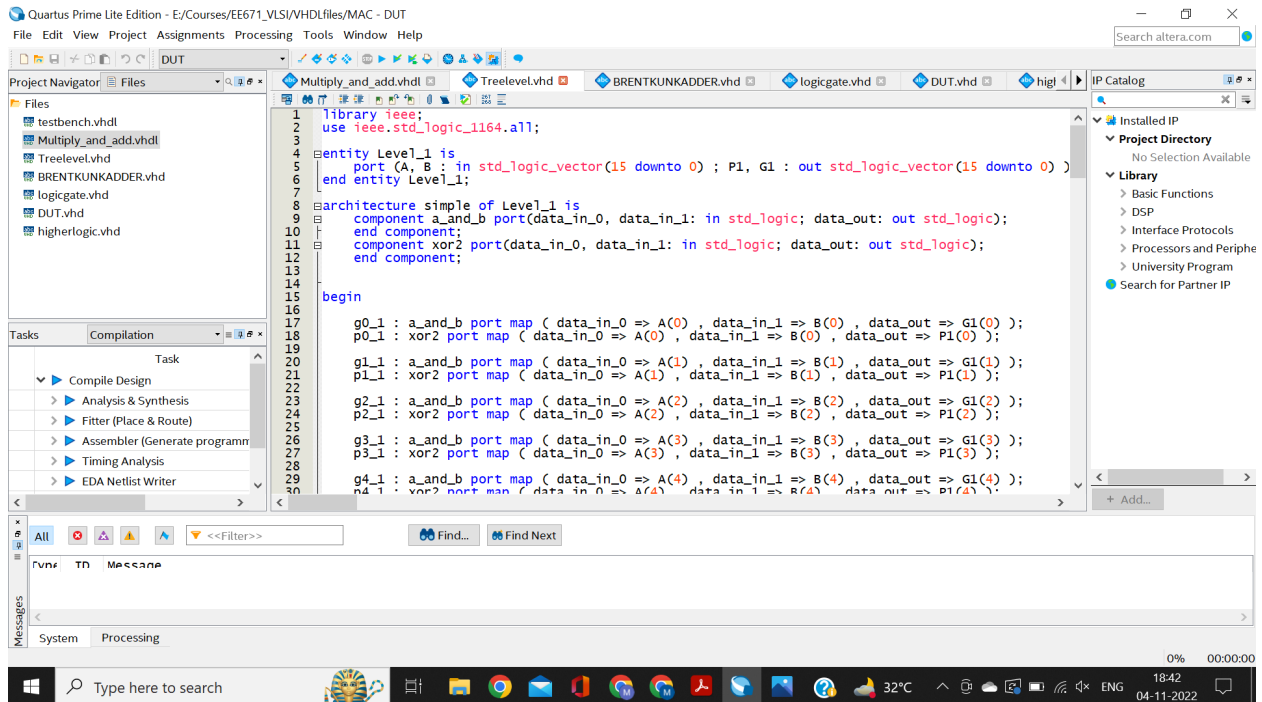 Quartus Prime Lite Edition - E:/Courses/EE671_VLSI/VHDLfiles/MAC - DUT
File Edit View Project Assignments Processing Tools Window Help
Search altera.com
DUT
Project Navigator Files
Multiply_and_add.vhdl Treelevel.vhd BRENTKUNKADDER.vhd logicgate.vhd DUT.vhd higl
IP Catalog
Files
testbench.vhdl
Multiply_and_add.vhdl
Treelevel.vhd
BRENTKUNKADDER.vhd
logicgate.vhd
DUT.vhd
higherlogic.vhd
267
268
1 library ieee;
2 use ieee.std_logic_1164.all;
3
4 entity Level_1 is
5 port (A, B : in std_logic_vector(15 downto 0) ; P1, G1 : out std_logic_vector(15 downto 0) )
6 end entity Level_1;
7
8 architecture simple of Level_1 is
9 component a_and_b port(data_in_0, data_in_1: in std_logic; data_out: out std_logic);
10 end component;
11 component xor2 port(data_in_0, data_in_1: in std_logic; data_out: out std_logic);
12 end component;
13
14
15 begin
16
17 g0_1 : a_and_b port map ( data_in_0 => A(0) , data_in_1 => B(0) , data_out => G1(0) );
18 p0_1 : xor2 port map ( data_in_0 => A(0) , data_in_1 => B(0) , data_out => P1(0) );
19
20 g1_1 : a_and_b port map ( data_in_0 => A(1) , data_in_1 => B(1) , data_out => G1(1) );
21 p1_1 : xor2 port map ( data_in_0 => A(1) , data_in_1 => B(1) , data_out => P1(1) );
22
23 g2_1 : a_and_b port map ( data_in_0 => A(2) , data_in_1 => B(2) , data_out => G1(2) );
24 p2_1 : xor2 port map ( data_in_0 => A(2) , data_in_1 => B(2) , data_out => P1(2) );
25
26 g3_1 : a_and_b port map ( data_in_0 => A(3) , data_in_1 => B(3) , data_out => G1(3) );
27 p3_1 : xor2 port map ( data_in_0 => A(3) , data_in_1 => B(3) , data_out => P1(3) );
28
29 g4_1 : a_and_b port map ( data_in_0 => A(4) , data_in_1 => B(4) , data_out => G1(4) );
30 p4_1 : xor2 port map ( data_in_0 => A(4) , data_in_1 => B(4) , data_out => P1(4) );
Installed IP
Project Directory
No Selection Available
Library
Basic Functions
DSP
Interface Protocols
Processors and Periphe
University Program
Search for Partner IP
+ Add...
Tasks Compilation
Task
Compile Design
Analysis & Synthesis
Fitter (Place & Route)
Assembler (Generate programm
Timing Analysis
EDA Netlist Writer
All <<Filter>> Find... Find Next
Type ID Message
Messages
System Processing
0% 00:00:00
Type here to search
32°C ENG 18:42
04-11-2022